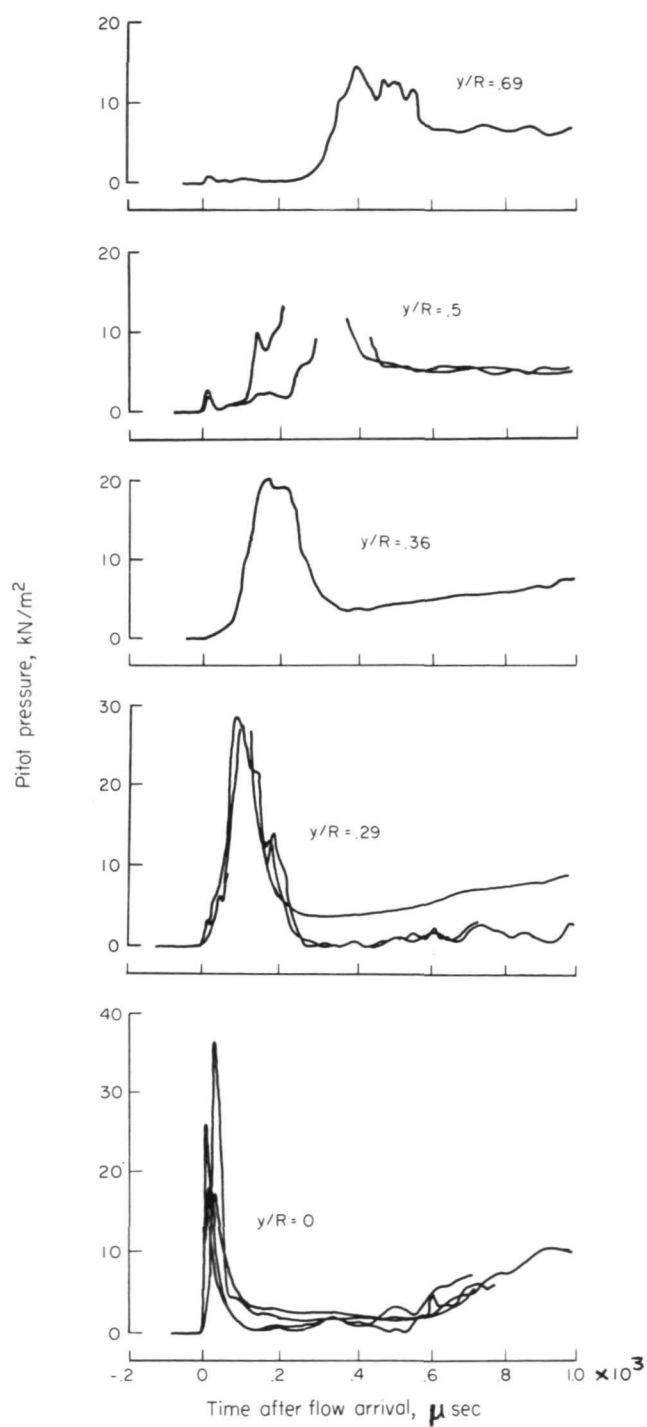 20
10
0
y/R = .69
20
10
0
y/R = .5
20
10
0
y/R = .36
Pitot pressure, kN/m²
30
20
10
0
y/R = .29
40
30
20
10
0
y/R = 0
-.2 0 .2 .4 .6 .8 1.0 ×10³
Time after flow arrival, μsec